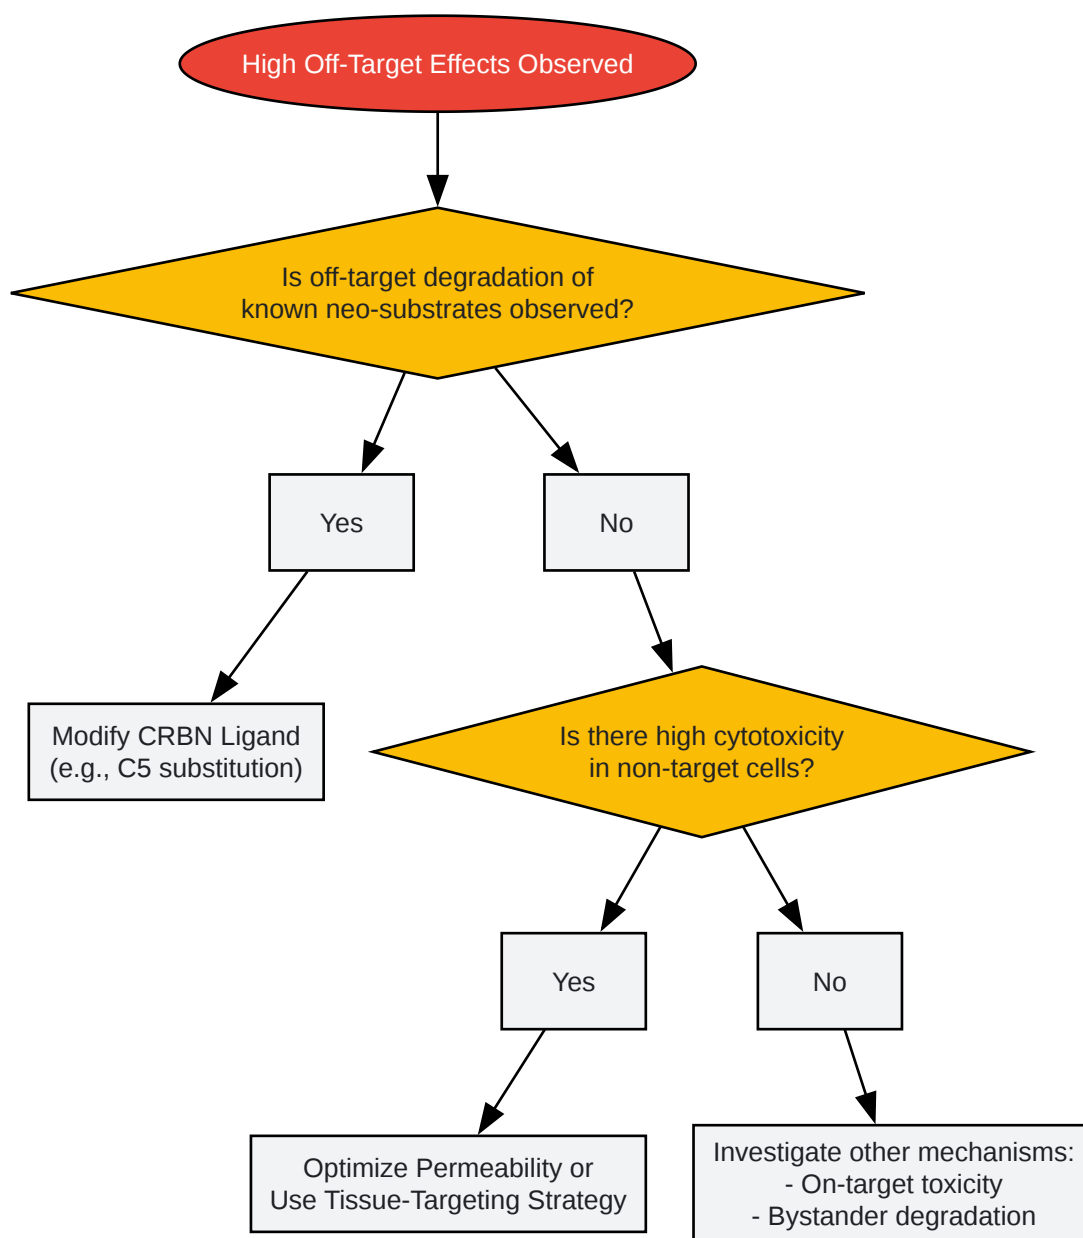 High Off-Target Effects Observed
Is off-target degradation of
known neo-substrates observed?
Yes
No
Modify CRBN Ligand
(e.g., C5 substitution)
Is there high cytotoxicity
in non-target cells?
Yes
No
Optimize Permeability or
Use Tissue-Targeting Strategy
Investigate other mechanisms:
- On-target toxicity
- Bystander degradation